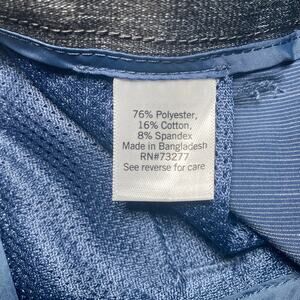 76% Polyester,
16% Cotton,
8% Spandex
Made in Bangladesh
RN#73277
See reverse for care